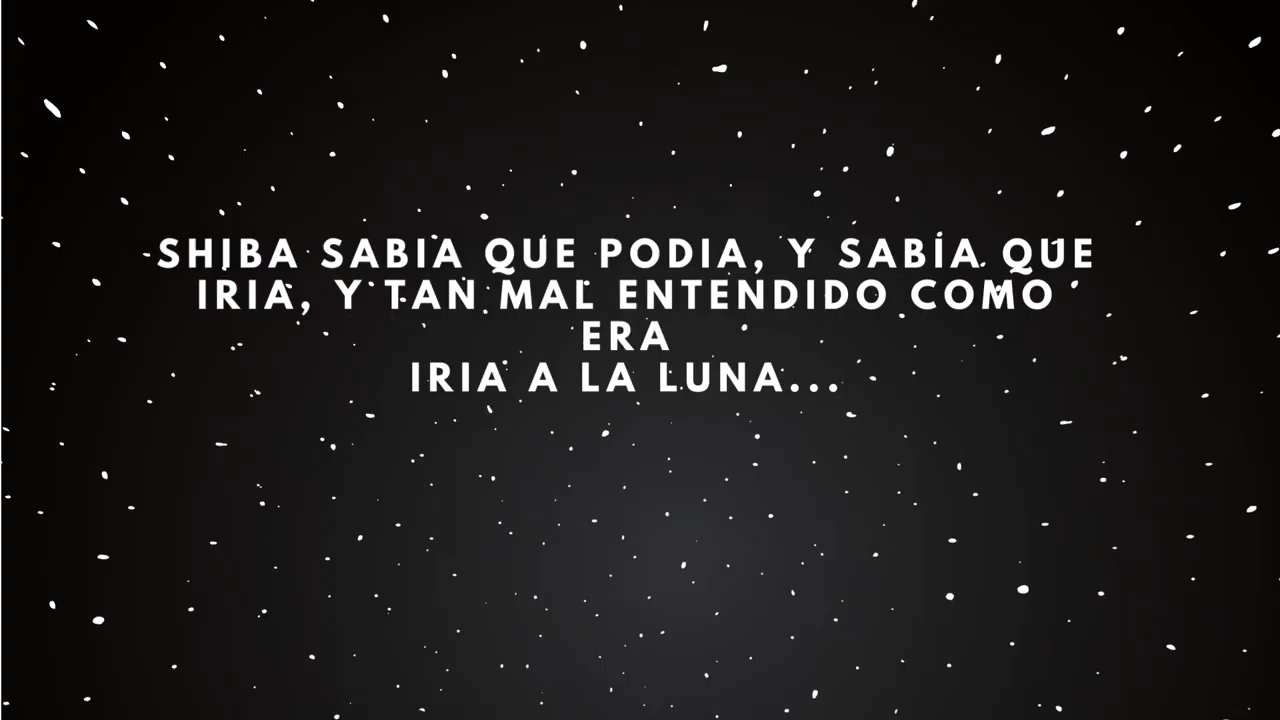 SHIBA SABIA QUE PODIA, Y SABÍA QUE
IRIA, Y TAN MAL ENTENDIDO COMO
ERA
IRIA A LA LUNA...